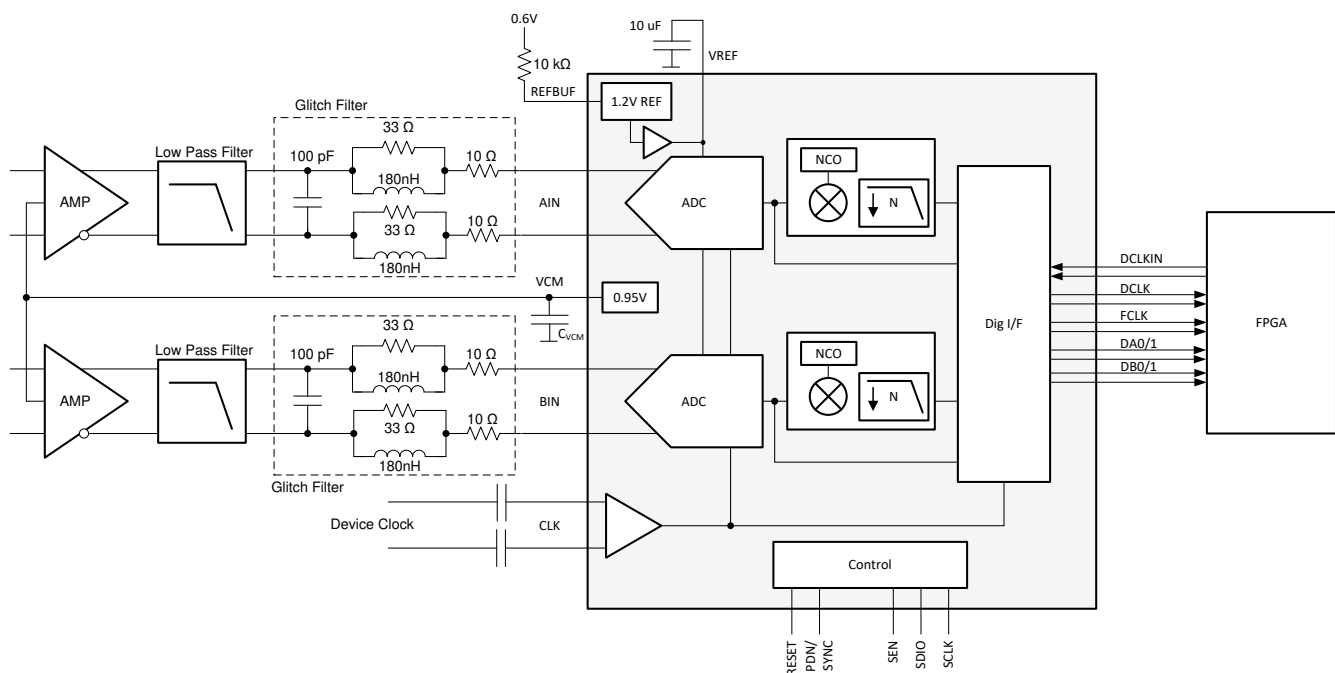 0.6V
10 uF
VREF
10 kΩ
REFBUF
1.2V REF
Glitch Filter
33 Ω
Low Pass Filter
100 pF
10 Ω
NCO
180nH
AMP
AIN
ADC
N
10 Ω
33 Ω
180nH
DCLKIN
VCM
0.95V
DCLK
Dig I/F
FCLK
FPGA
C_VCM
DA0/1
33 Ω
Low Pass Filter
100 pF
10 Ω
NCO
DB0/1
180nH
AMP
BIN
ADC
N
10 Ω
33 Ω
180nH
Glitch Filter
Device Clock
CLK
Control
RESET
PDN/
SYNC
SEN
SDIO
SCLK